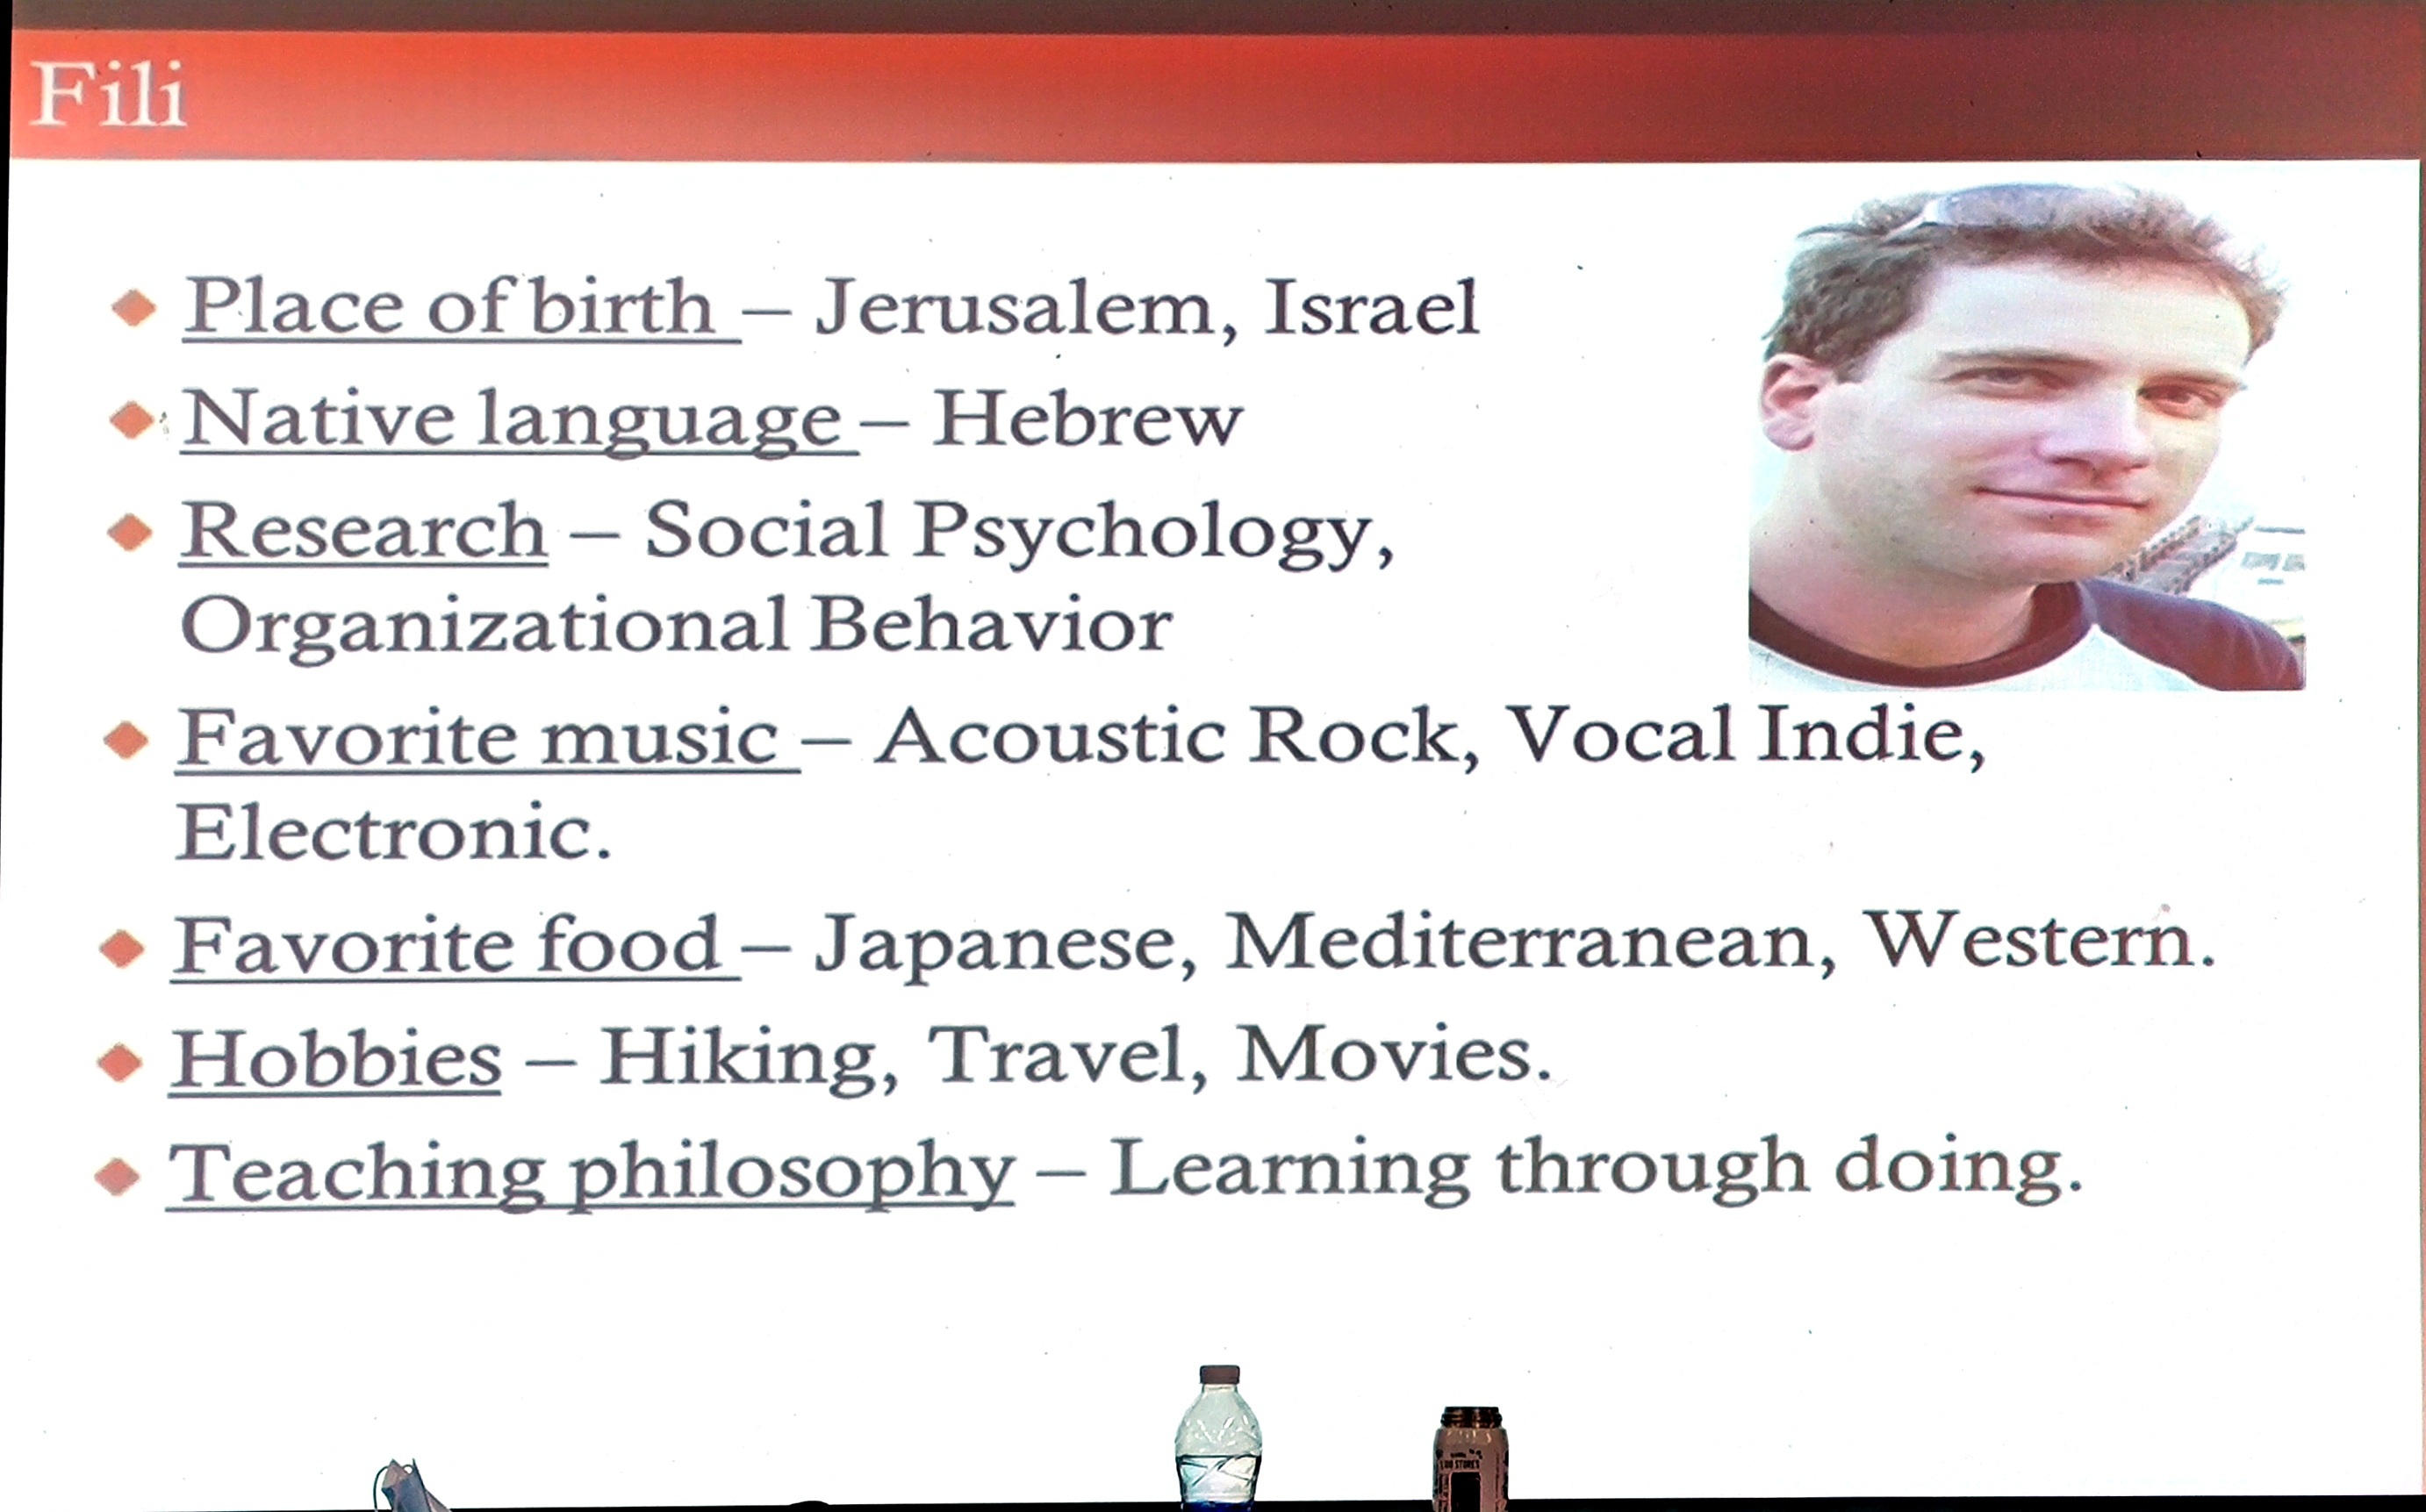 Fili
Place of birth – Jerusalem, Israel
Native language – Hebrew
Research – Social Psychology,
Organizational Behavior
Favorite music – Acoustic Rock, Vocal Indie,
Electronic.
Favorite food – Japanese, Mediterranean, Western.
Hobbies – Hiking, Travel, Movies.
Teaching philosophy – Learning through doing.